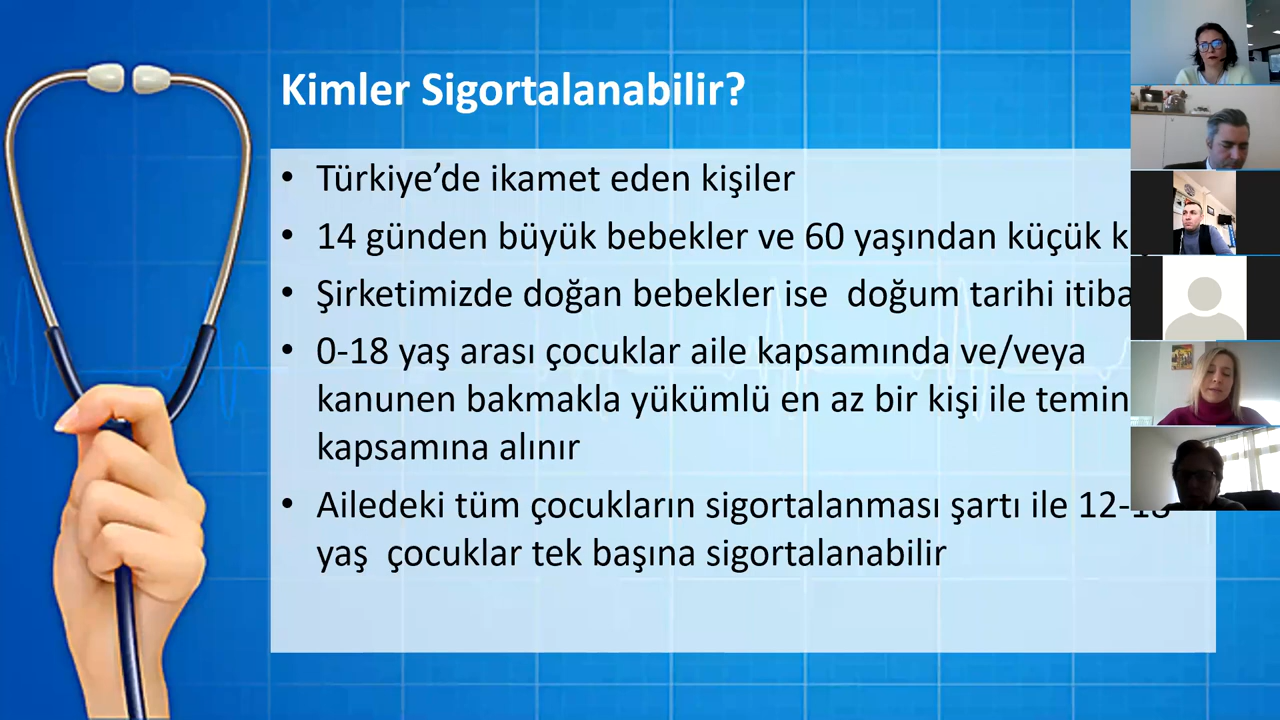 Kimler Sigortalanabilir?
• Türkiye’de ikamet eden kişiler
• 14 günden büyük bebekler ve 60 yaşından küçük
• Şirketimizde doğan bebekler ise doğum tarihi
• 0-18 yaş arası çocuklar aile kapsamında ve/veya
kanunen bakmakla yükümlü en az bir kişi ile
kapsamına alınır
• Ailedeki tüm çocukların sigortalanması şartı ile 12-18
yaş çocuklar tek başına sigortalanabilir